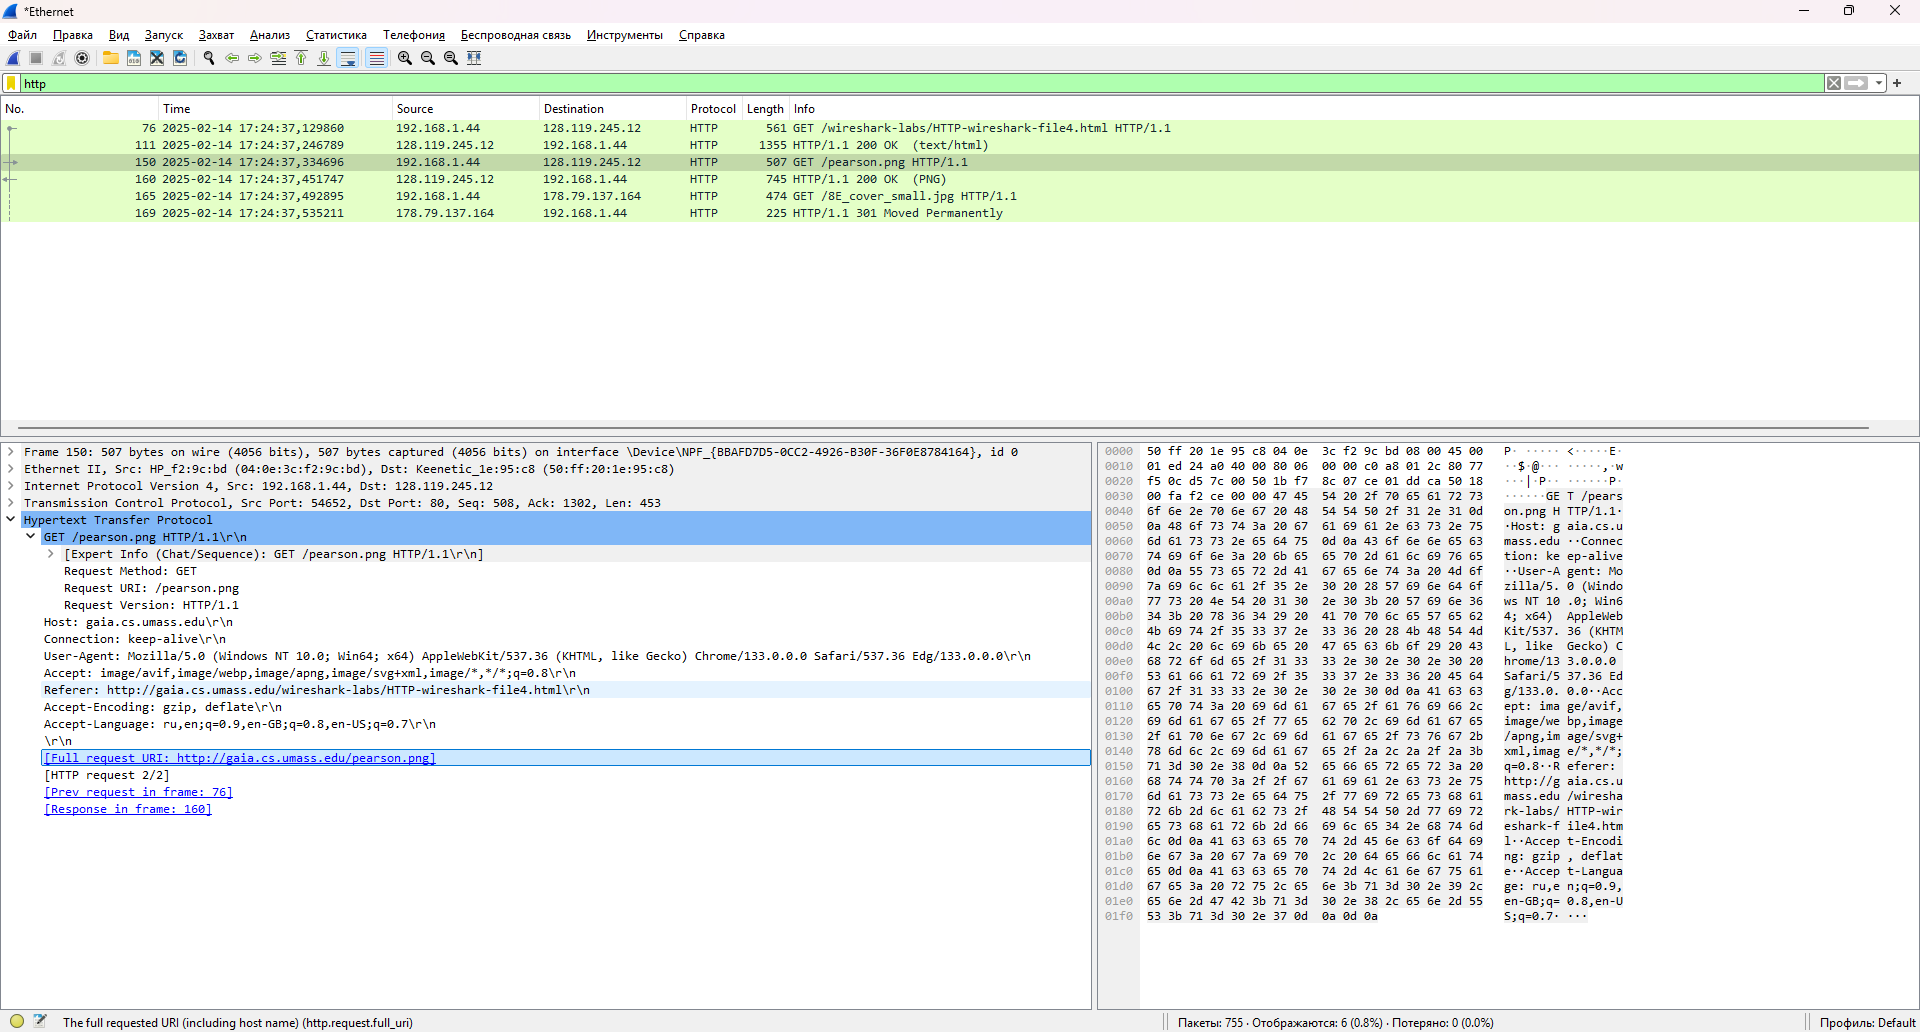 *Ethernet
Файл Правка Вид Запуск Захват Анализ Статистика Телефония Беспроводная связь Инструменты Справка
http
No. Time Source Destination Protocol Length Info
76 2025-02-14 17:24:37,129860 192.168.1.44 128.119.245.12 HTTP 561 GET /wireshark-labs/HTTP-wireshark-file4.html HTTP/1.1
111 2025-02-14 17:24:37,246789 128.119.245.12 192.168.1.44 HTTP 1355 HTTP/1.1 200 OK (text/html)
150 2025-02-14 17:24:37,334696 192.168.1.44 128.119.245.12 HTTP 507 GET /pearson.png HTTP/1.1
160 2025-02-14 17:24:37,451747 128.119.245.12 192.168.1.44 HTTP 745 HTTP/1.1 200 OK (PNG)
165 2025-02-14 17:24:37,492895 192.168.1.44 178.79.137.164 HTTP 474 GET /8E_cover_small.jpg HTTP/1.1
169 2025-02-14 17:24:37,535211 178.79.137.164 192.168.1.44 HTTP 225 HTTP/1.1 301 Moved Permanently
Frame 150: 507 bytes on wire (4056 bits), 507 bytes captured (4056 bits) on interface \Device\NPF_{BBAFD7D5-0CC2-4926-B30F-36F0E8784164}, id 0
Ethernet II, Src: HP_f2:9c:bd (04:0e:3c:f2:9c:bd), Dst: Keenetic_1e:95:c8 (50:ff:20:1e:95:c8)
Internet Protocol Version 4, Src: 192.168.1.44, Dst: 128.119.245.12
Transmission Control Protocol, Src Port: 54652, Dst Port: 80, Seq: 508, Ack: 1302, Len: 453
Hypertext Transfer Protocol
GET /pearson.png HTTP/1.1\r\n
[Expert Info (Chat/Sequence): GET /pearson.png HTTP/1.1\r\n]
Request Method: GET
Request URI: /pearson.png
Request Version: HTTP/1.1
Host: gaia.cs.umass.edu\r\n
Connection: keep-alive\r\n
User-Agent: Mozilla/5.0 (Windows NT 10.0; Win64; x64) AppleWebKit/537.36 (KHTML, like Gecko) Chrome/133.0.0.0 Safari/537.36 Edg/133.0.0.0\r\n
Accept: image/avif,image/webp,image/apng,image/svg+xml,image/*,*/*;q=0.8\r\n
Referer: http://gaia.cs.umass.edu/wireshark-labs/HTTP-wireshark-file4.html\r\n
Accept-Encoding: gzip, deflate\r\n
Accept-Language: ru,en;q=0.9,en-GB;q=0.8,en-US;q=0.7\r\n
\r\n
[Full request URI: http://gaia.cs.umass.edu/pearson.png]
[HTTP request 2/2]
[Prev request in frame: 76]
[Response in frame: 160]
0000 50 ff 20 1e 95 c8 04 0e 3c f2 9c bd 08 00 45 00 P· ····· <·····E·
0010 01 ed 24 a0 40 00 80 06 00 00 c0 a8 01 2c 80 77 ··$·@··· ·····,·w
0020 f5 0c d5 7c 00 50 1b f7 8c 07 ce 01 dd ca 50 18 ···|·P·· ······P·
0030 00 fa f2 ce 00 00 47 45 54 20 2f 70 65 61 72 73 ······GE T /pears
0040 6f 6e 2e 70 6e 67 20 48 54 54 50 2f 31 2e 31 0d on.png H TTP/1.1·
0050 0a 48 6f 73 74 3a 20 67 61 69 61 2e 63 73 2e 75 ·Host: g aia.cs.u
0060 6d 61 73 73 2e 65 64 75 0d 0a 43 6f 6e 6e 65 63 mass.edu ··Connec
0070 74 69 6f 6e 3a 20 6b 65 65 70 2d 61 6c 69 76 65 tion: ke ep-alive
0080 0d 0a 55 73 65 72 2d 41 67 65 6e 74 3a 20 4d 6f ··User-A gent: Mo
0090 7a 69 6c 6c 61 2f 35 2e 30 20 28 57 69 6e 64 6f zilla/5. 0 (Windo
00a0 77 73 20 4e 54 20 31 30 2e 30 3b 20 57 69 6e 36 ws NT 10 .0; Win6
00b0 34 3b 20 78 36 34 29 20 41 70 70 6c 65 57 65 62 4; x64) AppleWeb
00c0 4b 69 74 2f 35 33 37 2e 33 36 20 28 4b 48 54 4d Kit/537. 36 (KHTM
00d0 4c 2c 20 6c 69 6b 65 20 47 65 63 6b 6f 29 20 43 L, like Gecko) C
00e0 68 72 6f 6d 65 2f 31 33 33 2e 30 2e 30 2e 30 20 hrome/13 3.0.0.0
00f0 53 61 66 61 72 69 2f 35 33 37 2e 33 36 20 45 64 Safari/5 37.36 Ed
0100 67 2f 31 33 33 2e 30 2e 30 2e 30 0d 0a 41 63 63 g/133.0. 0.0··Acc
0110 65 70 74 3a 20 69 6d 61 67 65 2f 61 76 69 66 2c ept: ima ge/avif,
0120 69 6d 61 67 65 2f 77 65 62 70 2c 69 6d 61 67 65 image/we bp,image
0130 2f 61 70 6e 67 2c 69 6d 61 67 65 2f 73 76 67 2b /apng,im age/svg+
0140 78 6d 6c 2c 69 6d 61 67 65 2f 2a 2c 2a 2f 2a 3b xml,imag e/*,*/*;
0150 71 3d 30 2e 38 0d 0a 52 65 66 65 72 65 72 3a 20 q=0.8··R eferer:
0160 68 74 74 70 3a 2f 2f 67 61 69 61 2e 63 73 2e 75 http://g aia.cs.u
0170 6d 61 73 73 2e 65 64 75 2f 77 69 72 65 73 68 61 mass.edu /wiresha
0180 72 6b 2d 6c 61 62 73 2f 48 54 54 50 2d 77 69 72 rk-labs/ HTTP-wir
0190 65 73 68 61 72 6b 2d 66 69 6c 65 34 2e 68 74 6d eshark-f ile4.htm
01a0 6c 0d 0a 41 63 63 65 70 74 2d 45 6e 63 6f 64 69 l··Accep t-Encodi
01b0 6e 67 3a 20 67 7a 69 70 2c 20 64 65 66 6c 61 74 ng: gzip , deflat
01c0 65 0d 0a 41 63 63 65 70 74 2d 4c 61 6e 67 75 61 e··Accep t-Langua
01d0 67 65 3a 20 72 75 2c 65 6e 3b 71 3d 30 2e 39 2c ge: ru,e n;q=0.9,
01e0 65 6e 2d 47 42 3b 71 3d 30 2e 38 2c 65 6e 2d 55 en-GB;q= 0.8,en-U
01f0 53 3b 71 3d 30 2e 37 0d 0a 0d 0a S;q=0.7· ···
The full requested URI (including host name) (http.request.full_uri)
Пакеты: 755 · Отображаются: 6 (0.8%) · Потеряно: 0 (0.0%)
Профиль: Default